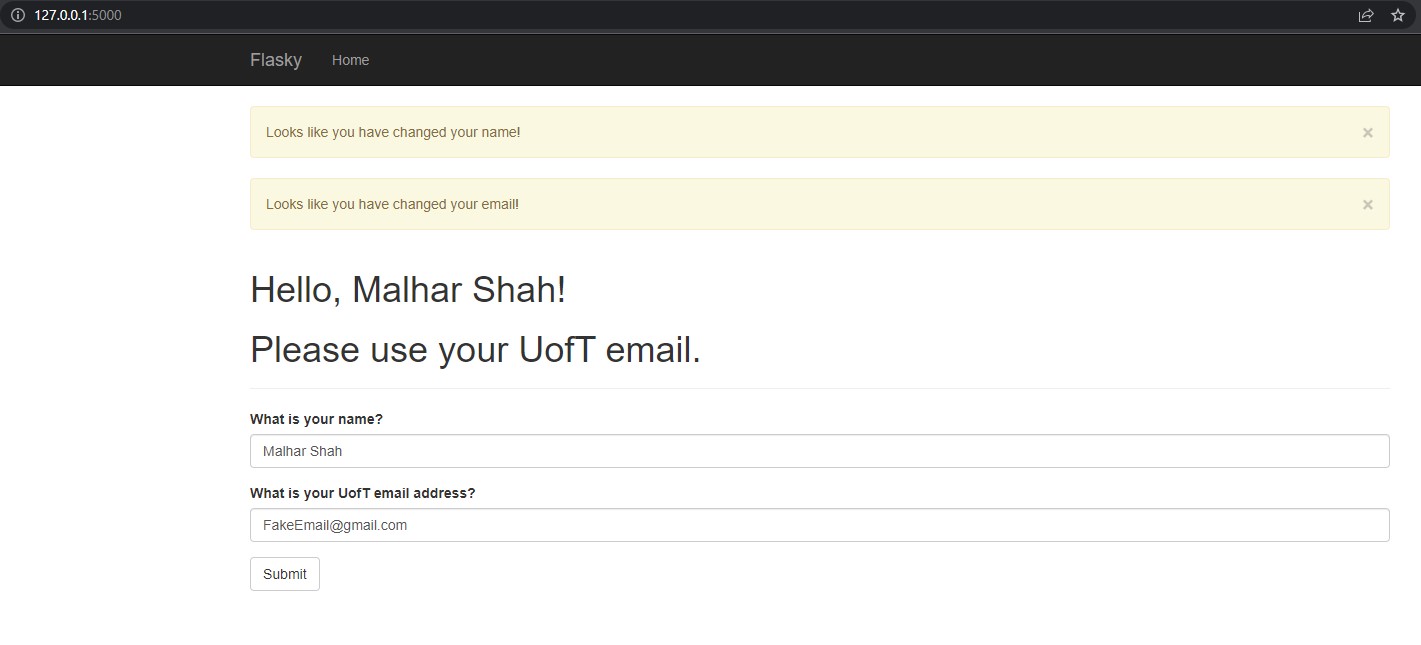 127.0.0.1:5000
Flasky Home
Looks like you have changed your name! ×
Looks like you have changed your email! ×
Hello, Malhar Shah!
Please use your UofT email.
What is your name?
Malhar Shah
What is your UofT email address?
FakeEmail@gmail.com
Submit